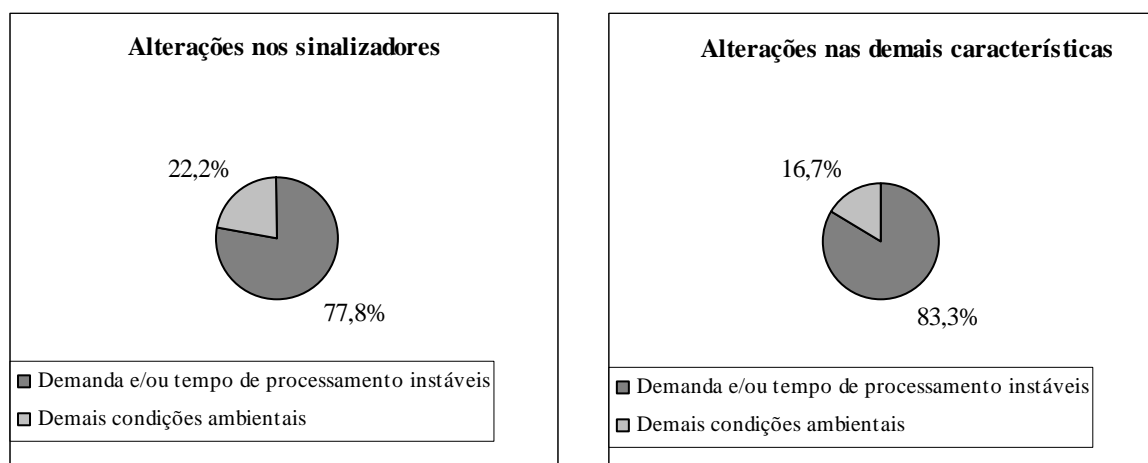 Alterações nos sinalizadores
22,2%
77,8%
Demanda e/ou tempo de processamento instáveis
Demais condições ambientais
Alterações nas demais características
16,7%
83,3%
Demanda e/ou tempo de processamento instáveis
Demais condições ambientais